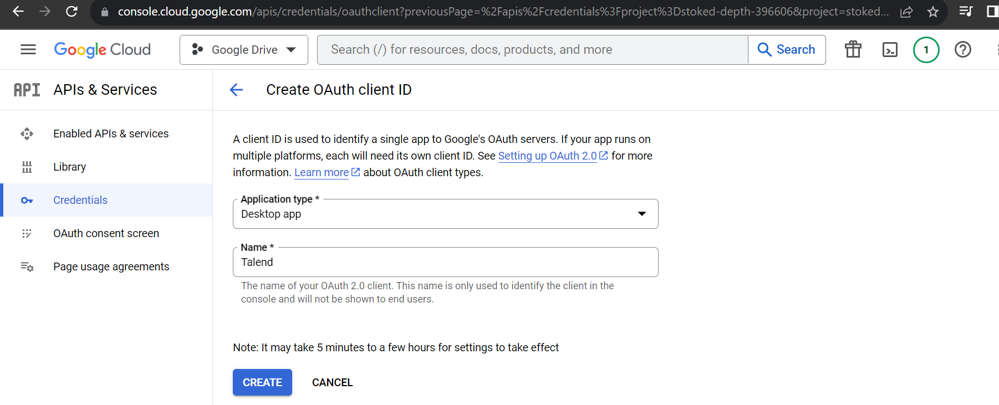 console.cloud.google.com/apis/credentials/oauthclient?previousPage=%2Fapis%2Fcredentials%3Fproject%3Dstoked-depth-396606&project=stoked...
Google Cloud
Google Drive
Search (/) for resources, docs, products, and more
Search
1
API
APIs & Services
Create OAuth client ID
Enabled APIs & services
Library
Credentials
OAuth consent screen
Page usage agreements
A client ID is used to identify a single app to Google's OAuth servers. If your app runs on
multiple platforms, each will need its own client ID. See Setting up OAuth 2.0 for more
information. Learn more about OAuth client types.
Application type *
Desktop app
Name *
Talend
The name of your OAuth 2.0 client. This name is only used to identify the client in the
console and will not be shown to end users.
Note: It may take 5 minutes to a few hours for settings to take effect
CREATE
CANCEL